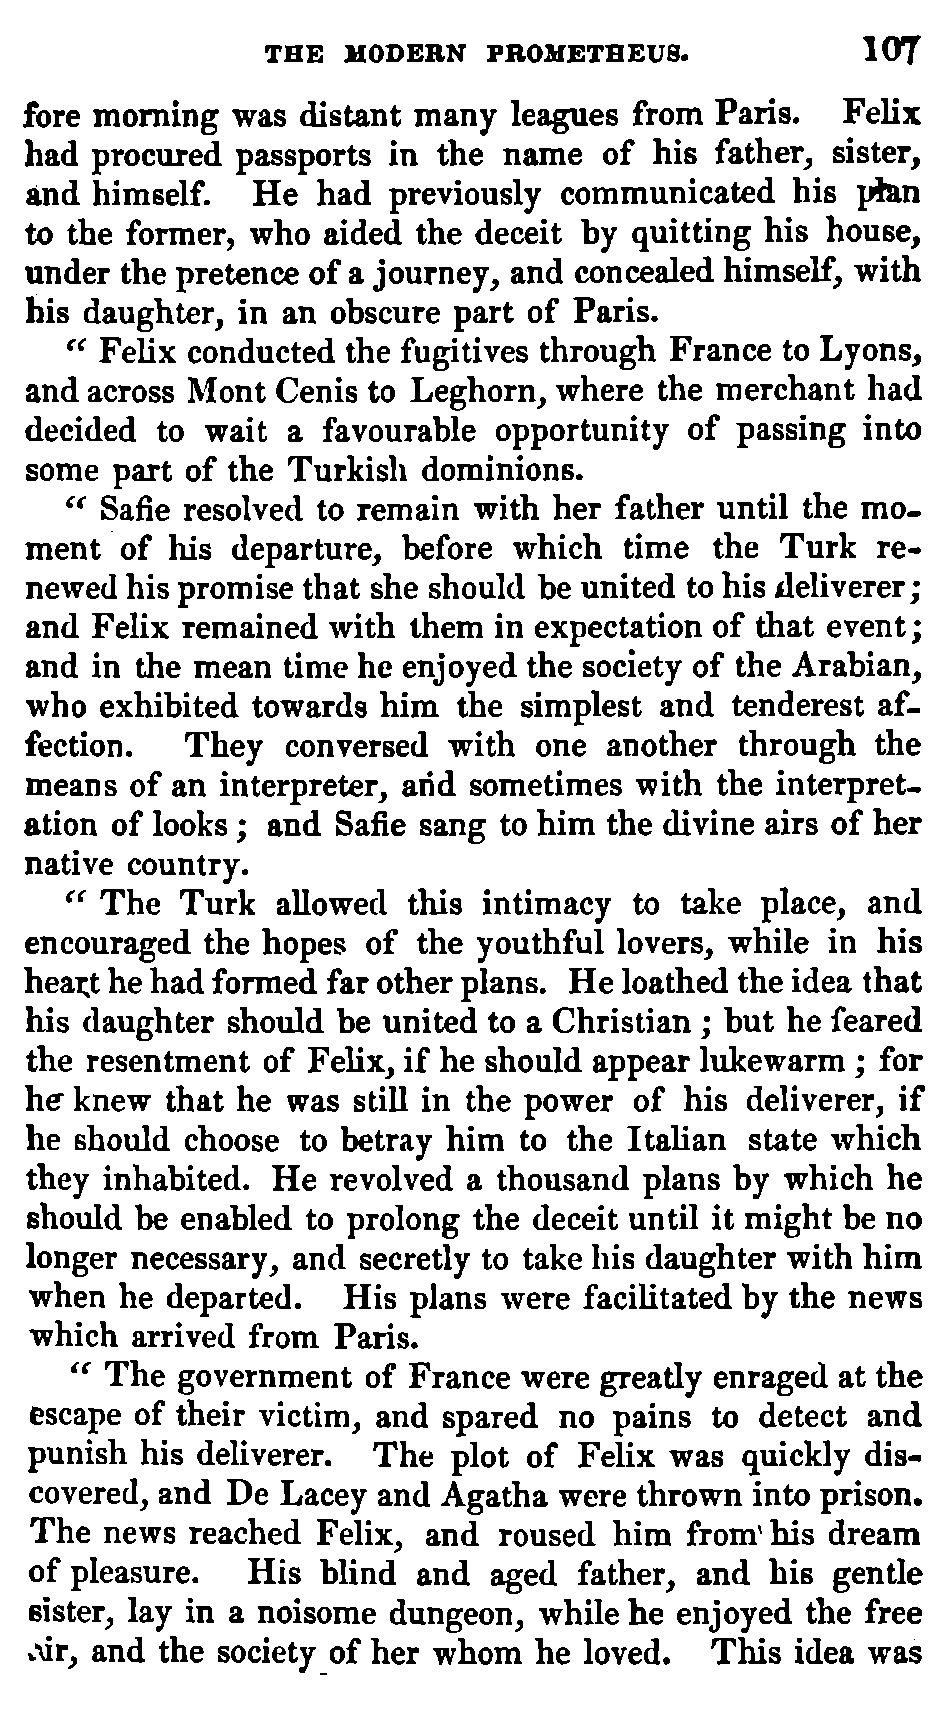 THE MODERN PROMETHEUS. 107
fore morning was distant many leagues from Paris. Felix
had procured passports in the name of his father, sister,
and himself. He had previously communicated his plan
to the former, who aided the deceit by quitting his house,
under the pretence of a journey, and concealed himself, with
his daughter, in an obscure part of Paris.
“ Felix conducted the fugitives through France to Lyons,
and across Mont Cenis to Leghorn, where the merchant had
decided to wait a favourable opportunity of passing into
some part of the Turkish dominions.
“ Safie resolved to remain with her father until the mo-
ment of his departure, before which time the Turk re-
newed his promise that she should be united to his deliverer;
and Felix remained with them in expectation of that event;
and in the mean time he enjoyed the society of the Arabian,
who exhibited towards him the simplest and tenderest af-
fection. They conversed with one another through the
means of an interpreter, and sometimes with the interpret-
ation of looks ; and Safie sang to him the divine airs of her
native country.
“ The Turk allowed this intimacy to take place, and
encouraged the hopes of the youthful lovers, while in his
heart he had formed far other plans. He loathed the idea that
his daughter should be united to a Christian ; but he feared
the resentment of Felix, if he should appear lukewarm ; for
he knew that he was still in the power of his deliverer, if
he should choose to betray him to the Italian state which
they inhabited. He revolved a thousand plans by which he
should be enabled to prolong the deceit until it might be no
longer necessary, and secretly to take his daughter with him
when he departed. His plans were facilitated by the news
which arrived from Paris.
“ The government of France were greatly enraged at the
escape of their victim, and spared no pains to detect and
punish his deliverer. The plot of Felix was quickly dis-
covered, and De Lacey and Agatha were thrown into prison.
The news reached Felix, and roused him from his dream
of pleasure. His blind and aged father, and his gentle
sister, lay in a noisome dungeon, while he enjoyed the free
air, and the society of her whom he loved. This idea was